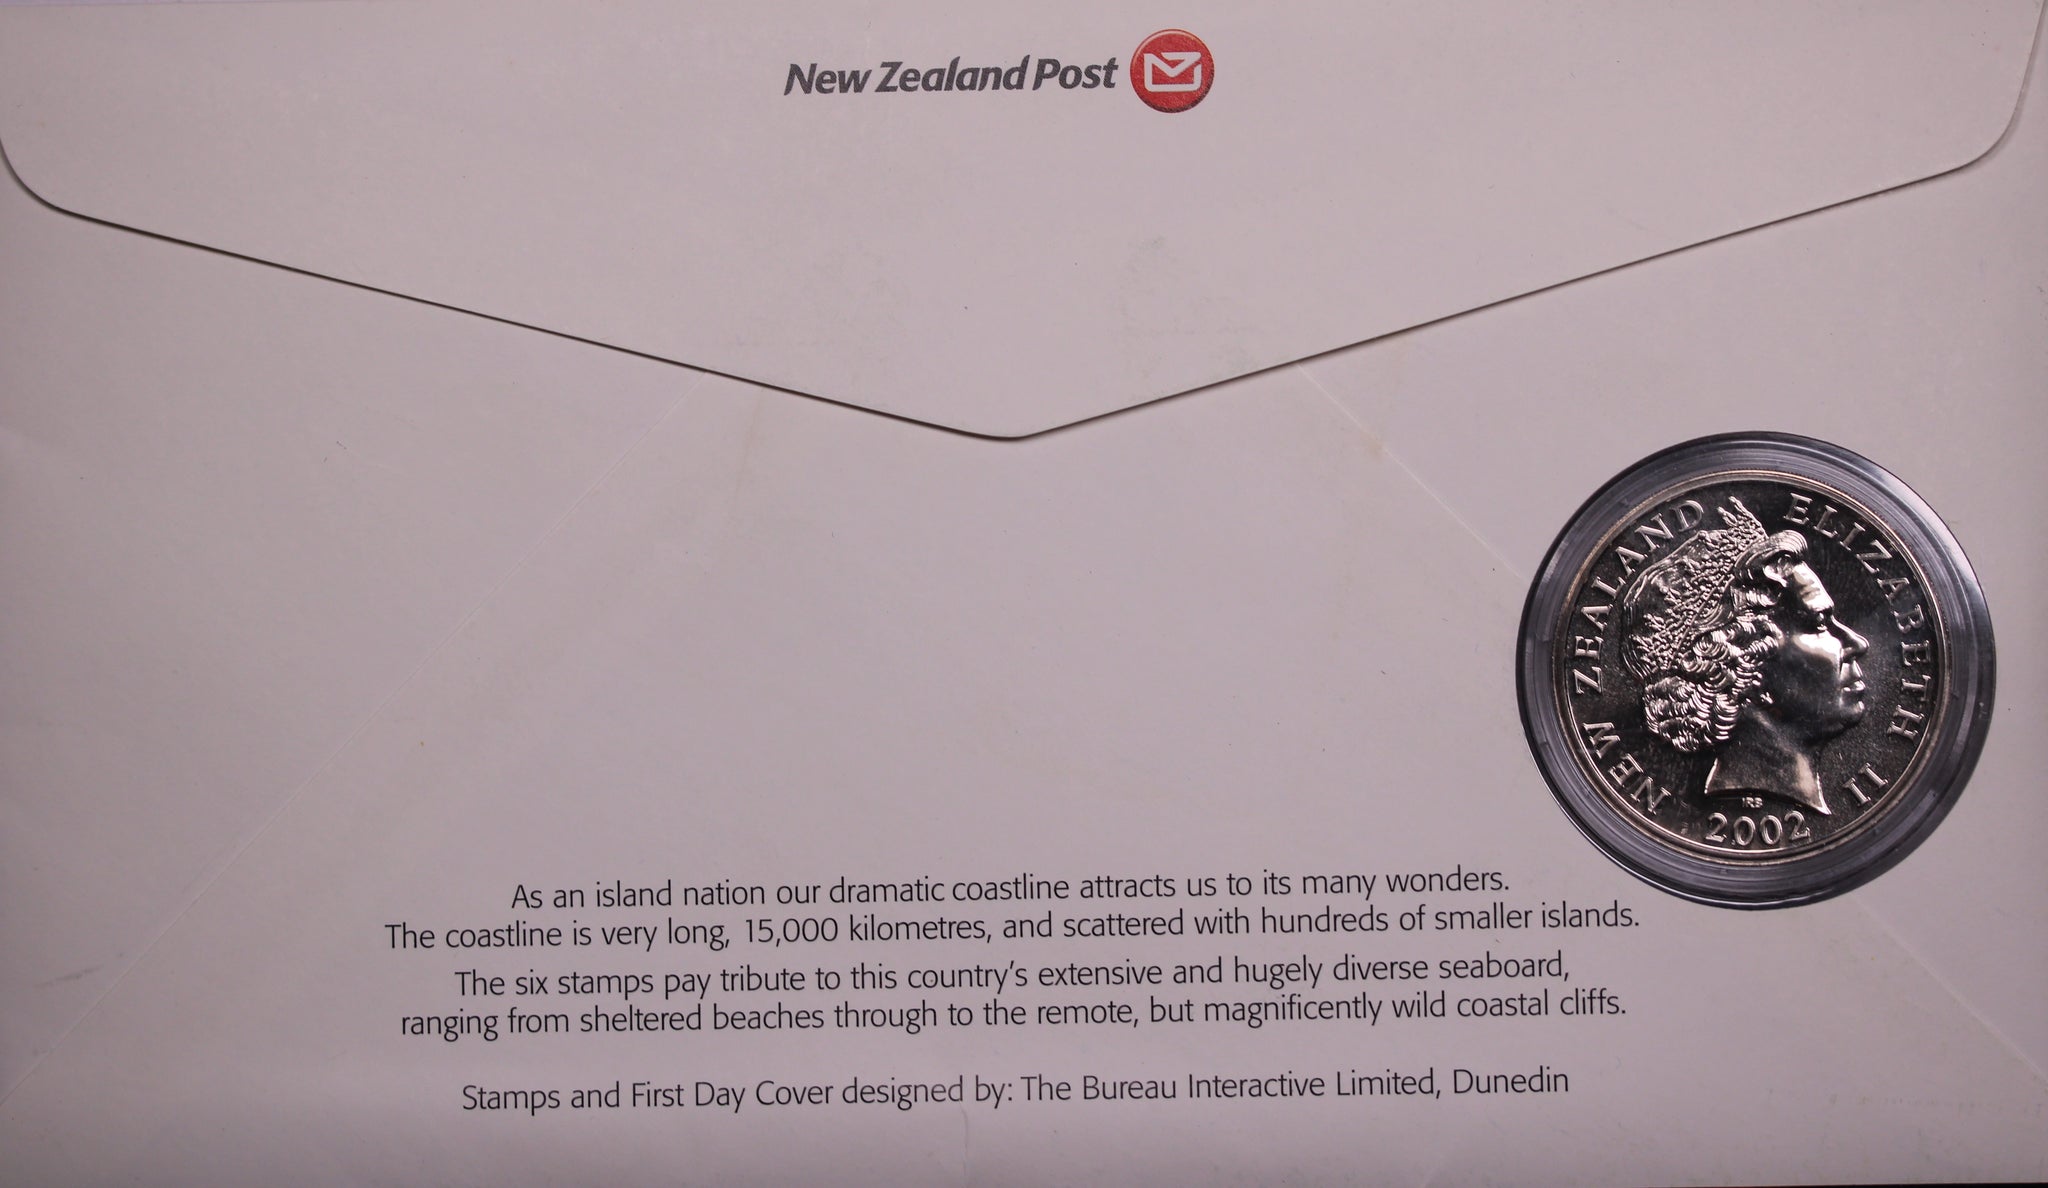 New Zealand Post
NEW ZEALAND ELIZABETH II
IRB
2002
As an island nation our dramatic coastline attracts us to its many wonders.
The coastline is very long, 15,000 kilometres, and scattered with hundreds of smaller islands.
The six stamps pay tribute to this country's extensive and hugely diverse seaboard,
ranging from sheltered beaches through to the remote, but magnificently wild coastal cliffs.
Stamps and First Day Cover designed by: The Bureau Interactive Limited, Dunedin